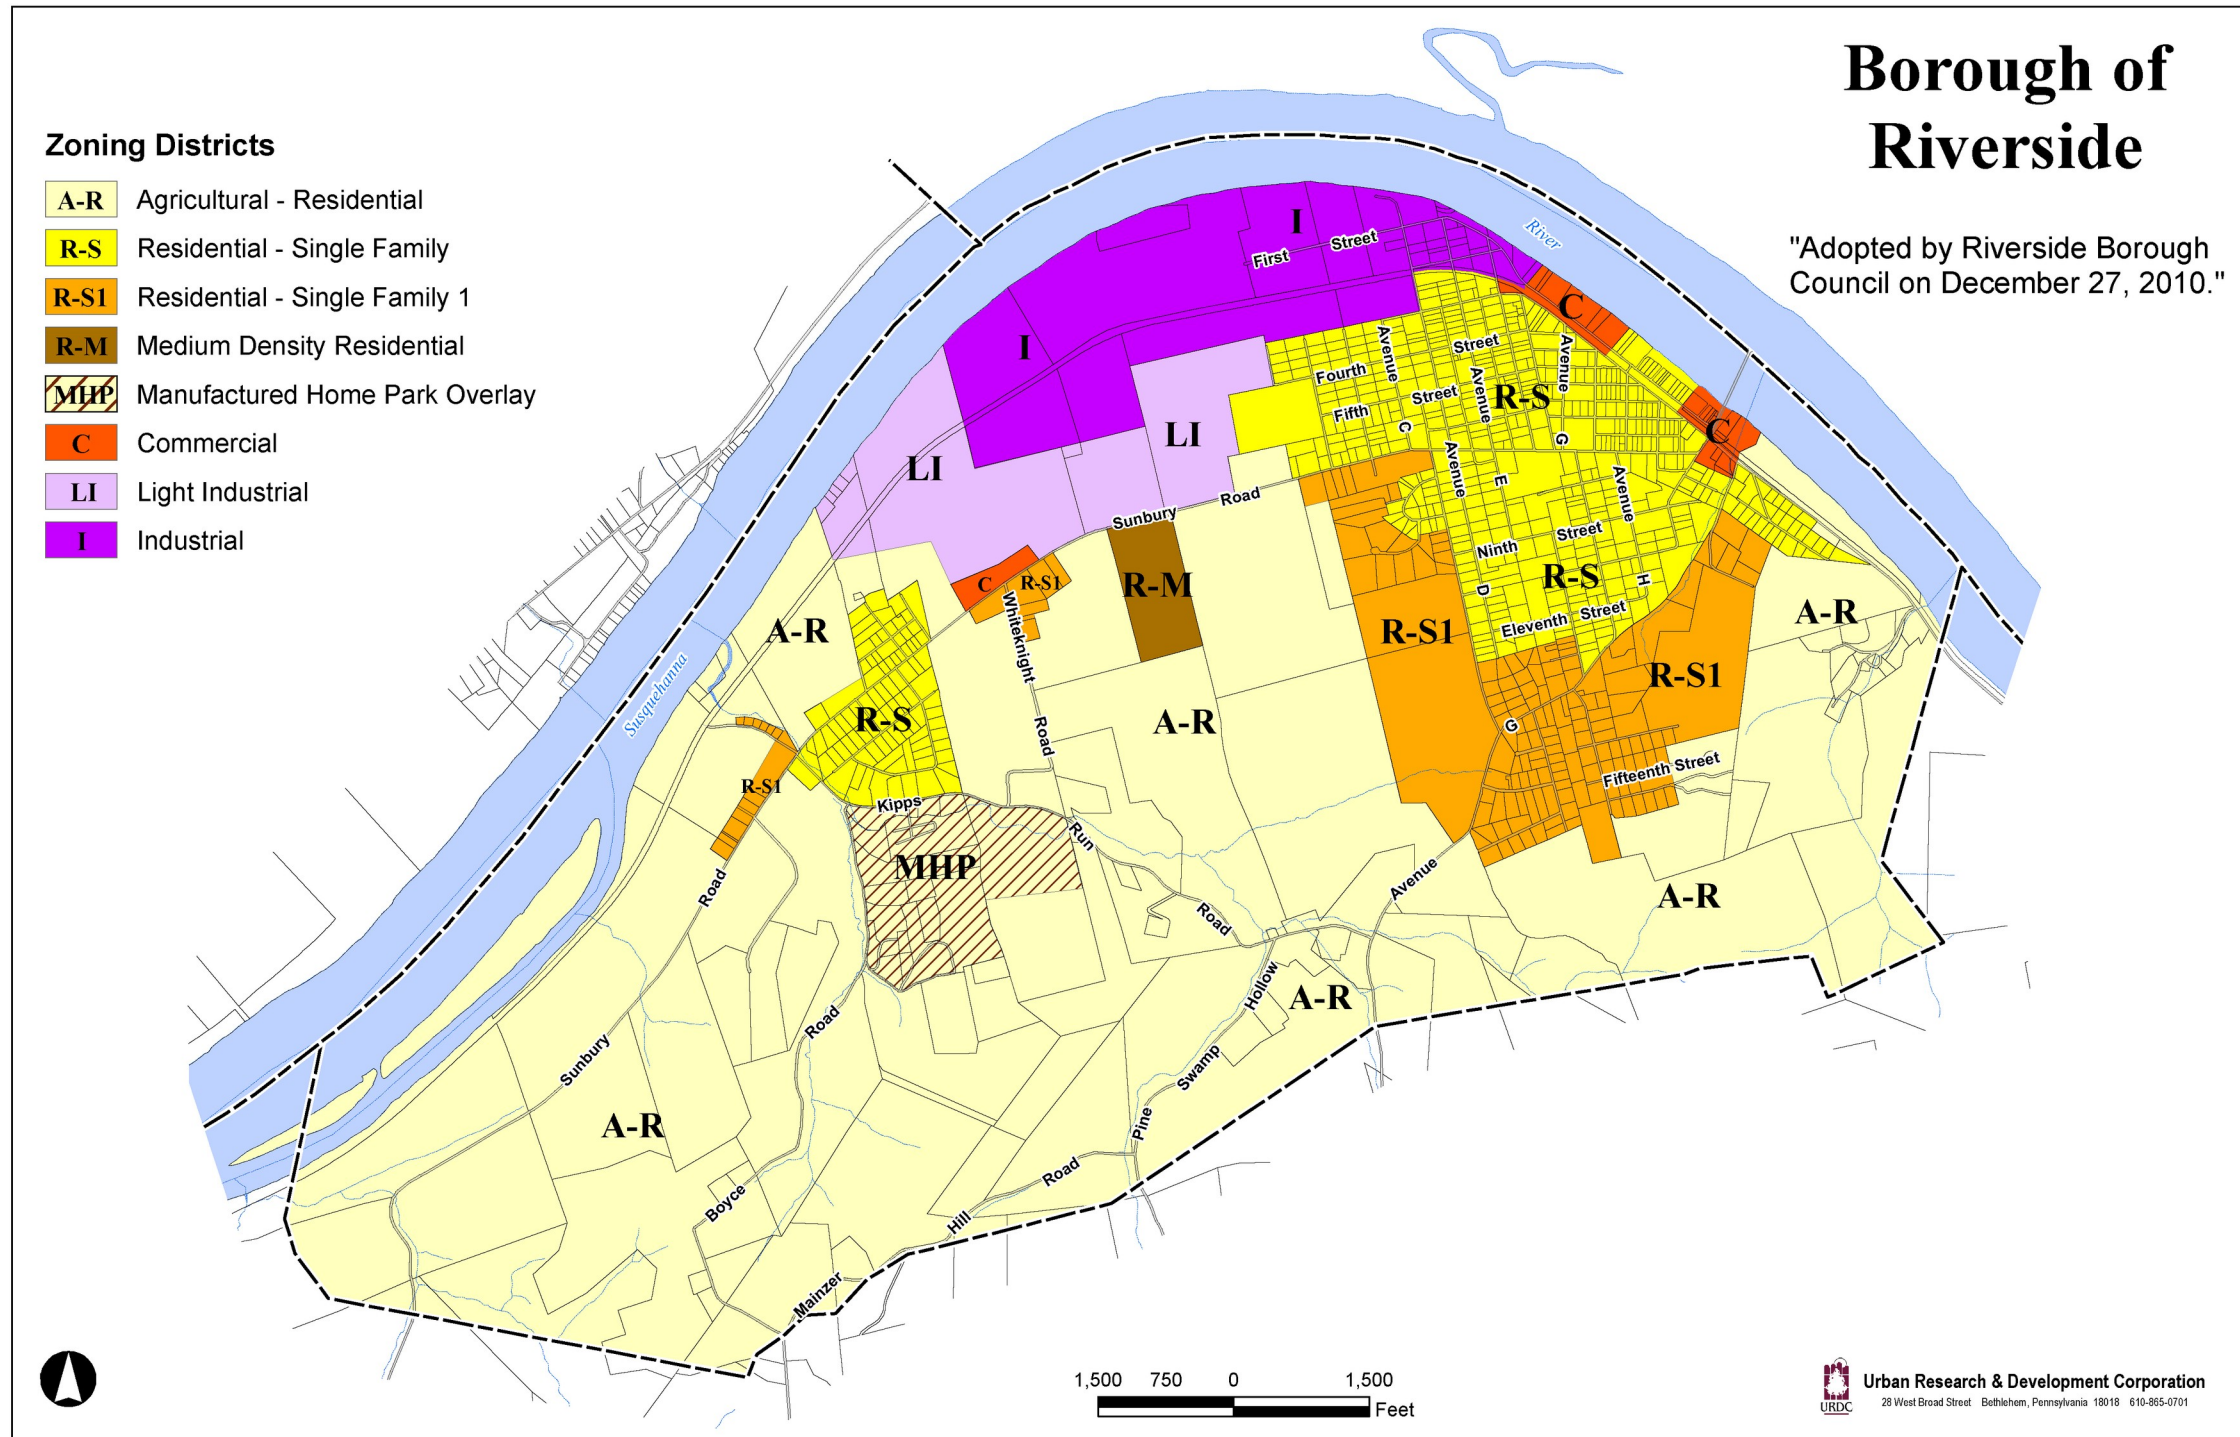 Borough of
Riverside
"Adopted by Riverside Borough
Council on December 27, 2010."
Zoning Districts
A-R Agricultural - Residential
R-S Residential - Single Family
R-S1 Residential - Single Family 1
R-M Medium Density Residential
MHP Manufactured Home Park Overlay
C Commercial
LI Light Industrial
I Industrial
River
I
First Street
C
I
Avenue
Street
Avenue
Fourth
Avenue
R-S
Street
Fifth
C
G
C
LI
LI
Avenue
E
Avenue
Road
Sunbury
Street
Ninth
R-M
R-S
H
D
C
R-S1
Whiteknight
Road
Eleventh Street
A-R
A-R
R-S1
R-S1
Susquehanna
R-S
A-R
G
Fifteenth Street
R-S1
Kipps
Run
Road
MHP
Road
Avenue
A-R
Hollow
A-R
Road
Sunbury
Swamp
Pine
A-R
Road
Boyce
Hill
Mainzer
1,500 750 0 1,500
Feet
URDC
Urban Research & Development Corporation
28 West Broad Street Bethlehem, Pennsylvania 18018 610-865-0701